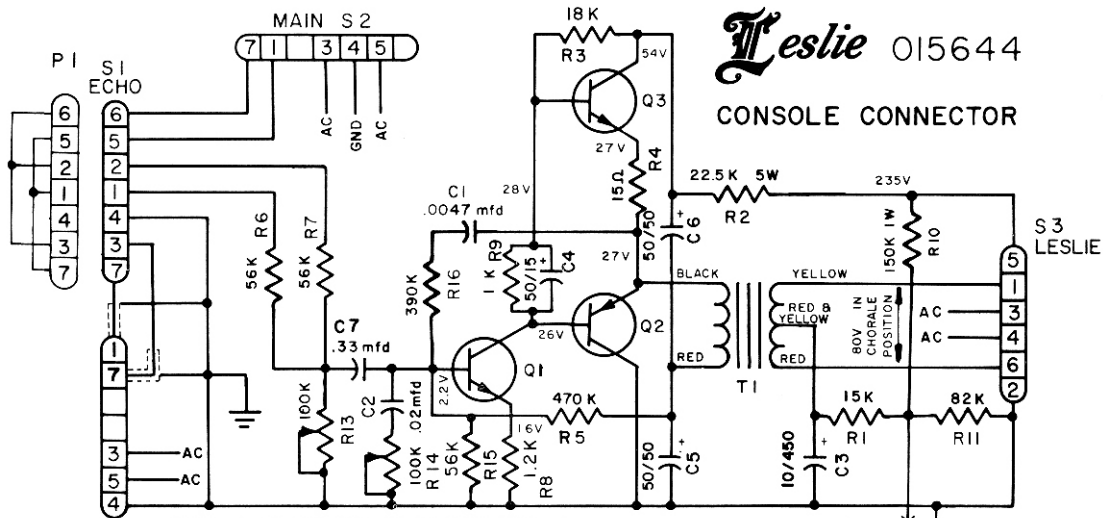 Leslie 015644
CONSOLE CONNECTOR
MAIN S2
7 1 3 4 5
AC
GND
AC
P1
6
5
2
1
4
3
7
S1
ECHO
6
5
2
1
4
3
7
1
7
3
5
4
AC
AC
R6
56K
R7
56K
C7
.33 mfd
100K
R13
C2
.02 mfd
100K
R14
C1
.0047 mfd
390K
R16
R9
1K
50/15
+
C4
28V
26V
2.2V
Q1
1.6V
56K
R15
1.2K
R8
18K
R3
54V
Q3
27V
15Ω
R4
27V
Q2
470K
R5
50/50
+
C6
50/50
+
C5
22.5K 5W
R2
235V
150K 1W
R10
BLACK
RED
T1
YELLOW
RED &
YELLOW
RED
80V IN
CHORALE
POSITION
AC
AC
S3
LESLIE
5
1
3
4
6
2
15K
R1
82K
R11
10/450
+
C3